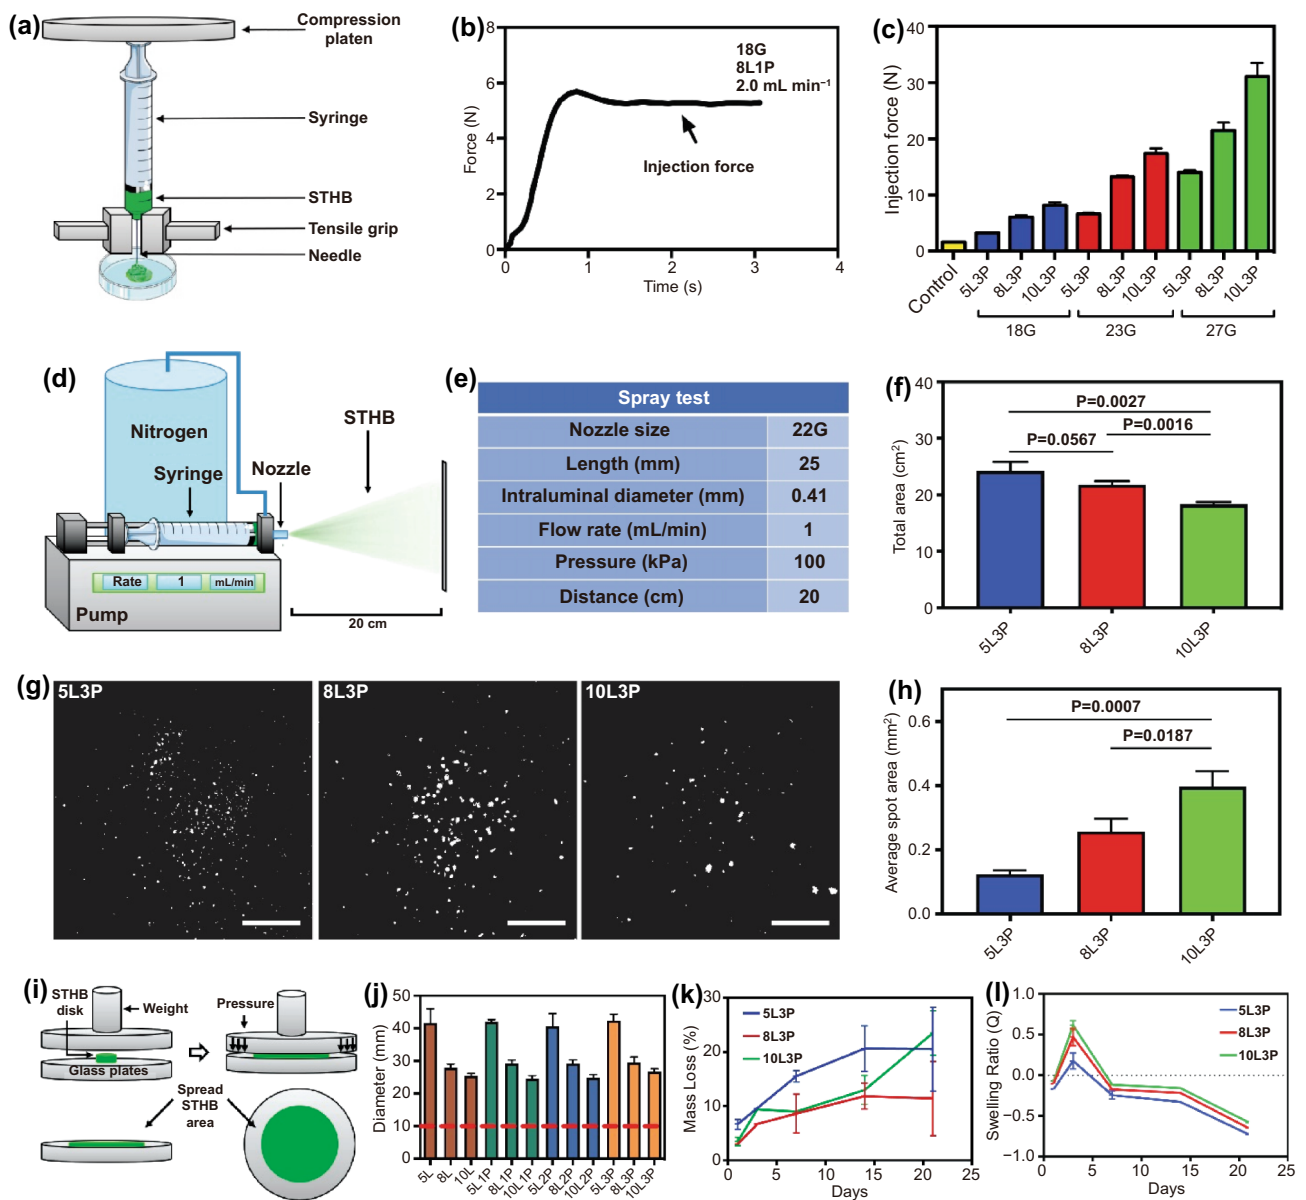 (a)
Compression
platen
Syringe
STHB
Tensile grip
Needle
(b)
18G
8L1P
2.0 mL min⁻¹
Injection force
Force (N)
8
6
4
2
0
0 1 2 3 4
Time (s)
(c)
Injection force (N)
40
30
20
10
0
Control 5L3P 8L3P 10L3P 5L3P 8L3P 10L3P 5L3P 8L3P 10L3P
18G 23G 27G
(d)
Nitrogen
Syringe
Nozzle
STHB
Rate 1 mL/min
Pump
20 cm
(e)
Spray test
Nozzle size 22G
Length (mm) 25
Intraluminal diameter (mm) 0.41
Flow rate (mL/min) 1
Pressure (kPa) 100
Distance (cm) 20
(f)
Total area (cm²)
40
30
20
10
0
P=0.0027
P=0.0567
P=0.0016
5L3P 8L3P 10L3P
(g)
5L3P
8L3P
10L3P
(h)
Average spot area (mm²)
0.6
0.4
0.2
0.0
P=0.0007
P=0.0187
5L3P 8L3P 10L3P
(i)
STHB
disk
Weight
Pressure
Glass plates
Spread
STHB
area
(j)
Diameter (mm)
50
40
30
20
10
0
5L 8L 10L 5L1P 8L1P 10L1P 5L2P 8L2P 10L2P 5L3P 8L3P 10L3P
(k)
Mass Loss (%)
30
20
10
0
5L3P
8L3P
10L3P
0 5 10 15 20 25
Days
(l)
Swelling Ratio (Q)
1.0
0.5
0.0
−0.5
−1.0
5L3P
8L3P
10L3P
0 5 10 15 20 25
Days